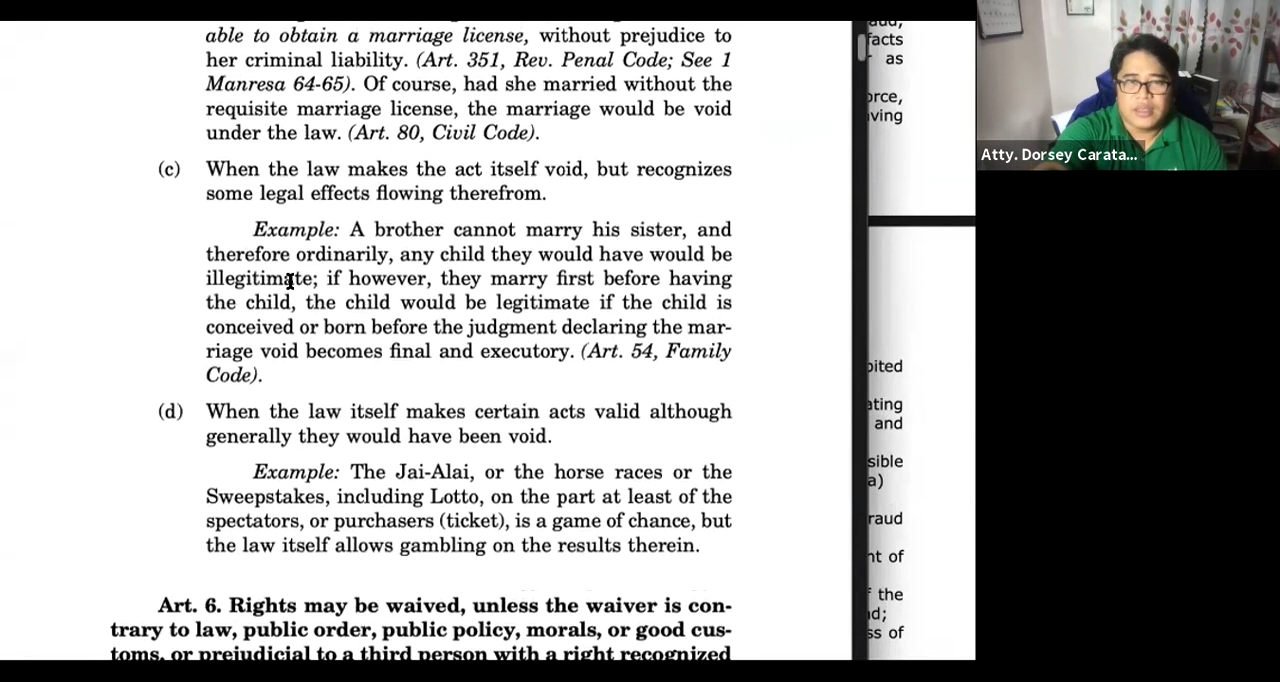 able to obtain a marriage license, without prejudice to
her criminal liability. (Art. 351, Rev. Penal Code; See 1
Manresa 64-65). Of course, had she married without the
requisite marriage license, the marriage would be void
under the law. (Art. 80, Civil Code).
(c) When the law makes the act itself void, but recognizes
some legal effects flowing therefrom.
Example: A brother cannot marry his sister, and
therefore ordinarily, any child they would have would be
illegitimate; if however, they marry first before having
the child, the child would be legitimate if the child is
conceived or born before the judgment declaring the mar-
riage void becomes final and executory. (Art. 54, Family
Code).
(d) When the law itself makes certain acts valid although
generally they would have been void.
Example: The Jai-Alai, or the horse races or the
Sweepstakes, including Lotto, on the part at least of the
spectators, or purchasers (ticket), is a game of chance, but
the law itself allows gambling on the results therein.
Art. 6. Rights may be waived, unless the waiver is con-
trary to law, public order, public policy, morals, or good cus-
toms, or prejudicial to a third person with a right recognized
facts
as
and
a)
nt of
the
Atty. Dorsey Carata...